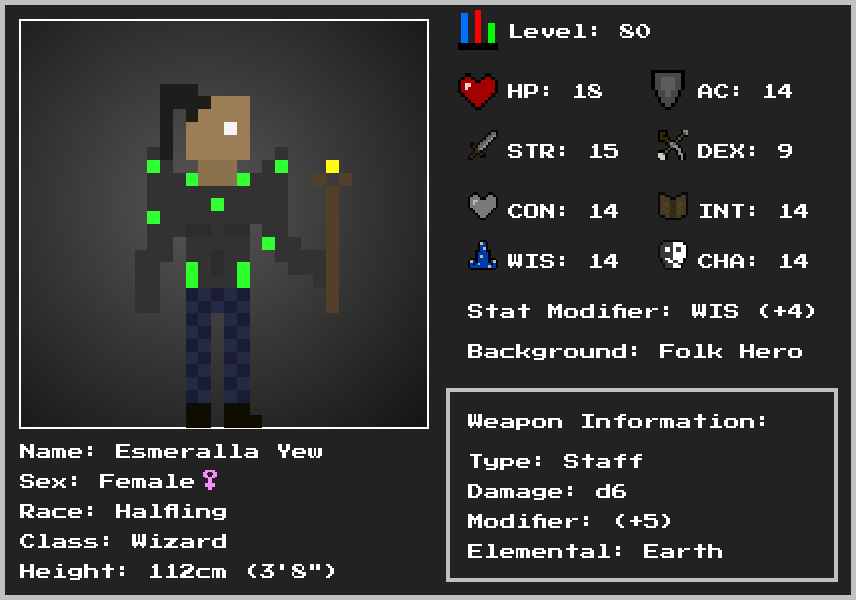 Level: 80
HP: 18 AC: 14
STR: 15 DEX: 9
CON: 14 INT: 14
WIS: 14 CHA: 14
Stat Modifier: WIS (+4)
Background: Folk Hero
Weapon Information:
Type: Staff
Damage: d6
Modifier: (+5)
Elemental: Earth
Name: Esmeralla Yew
Sex: Female♀
Race: Halfling
Class: Wizard
Height: 112cm (3'8")